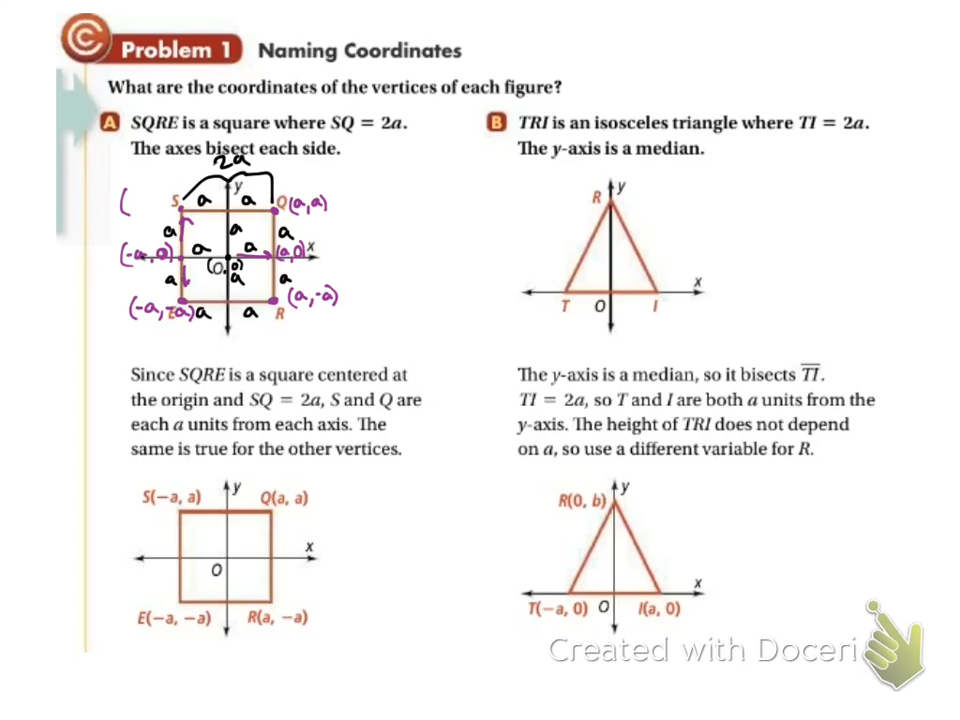 Problem 1 Naming Coordinates
What are the coordinates of the vertices of each figure?
A SQRE is a square where SQ = 2a.
The axes bisect each side.
2a
y
S a a Q(a, a)
(
a a a
(-a, 0) a a (a, 0) x
(0, 0)
a a a
(-a, -a) a a R (a, -a)
Since SQRE is a square centered at
the origin and SQ = 2a, S and Q are
each a units from each axis. The
same is true for the other vertices.
S(−a, a) y Q(a, a)
x
O
E(−a, −a) R(a, −a)
B TRI is an isosceles triangle where TI = 2a.
The y-axis is a median.
R y
x
T O I
The y-axis is a median, so it bisects T̅I̅.
TI = 2a, so T and I are both a units from the
y-axis. The height of TRI does not depend
on a, so use a different variable for R.
R(0, b) y
x
T(−a, 0) O I(a, 0)
Created with Doceri